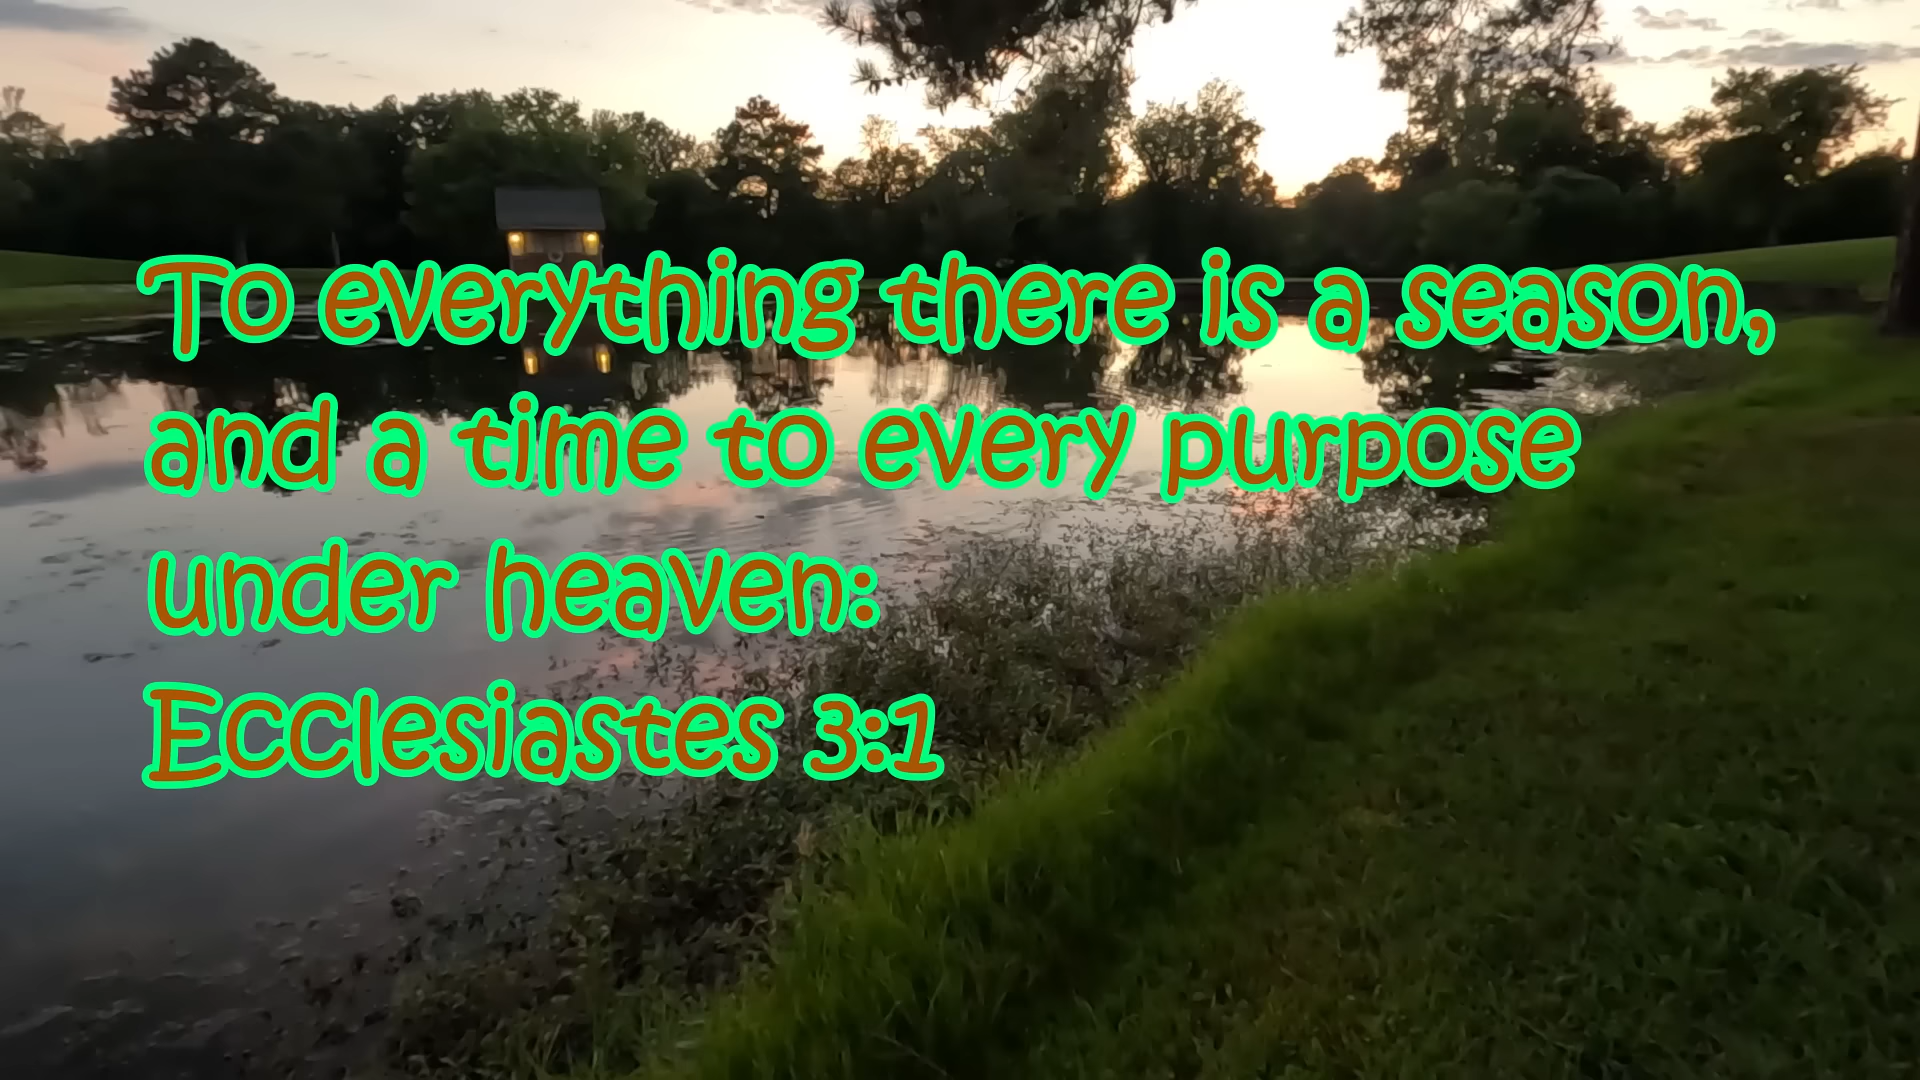 To everything there is a season,
and a time to every purpose
under heaven:
Ecclesiastes 3:1